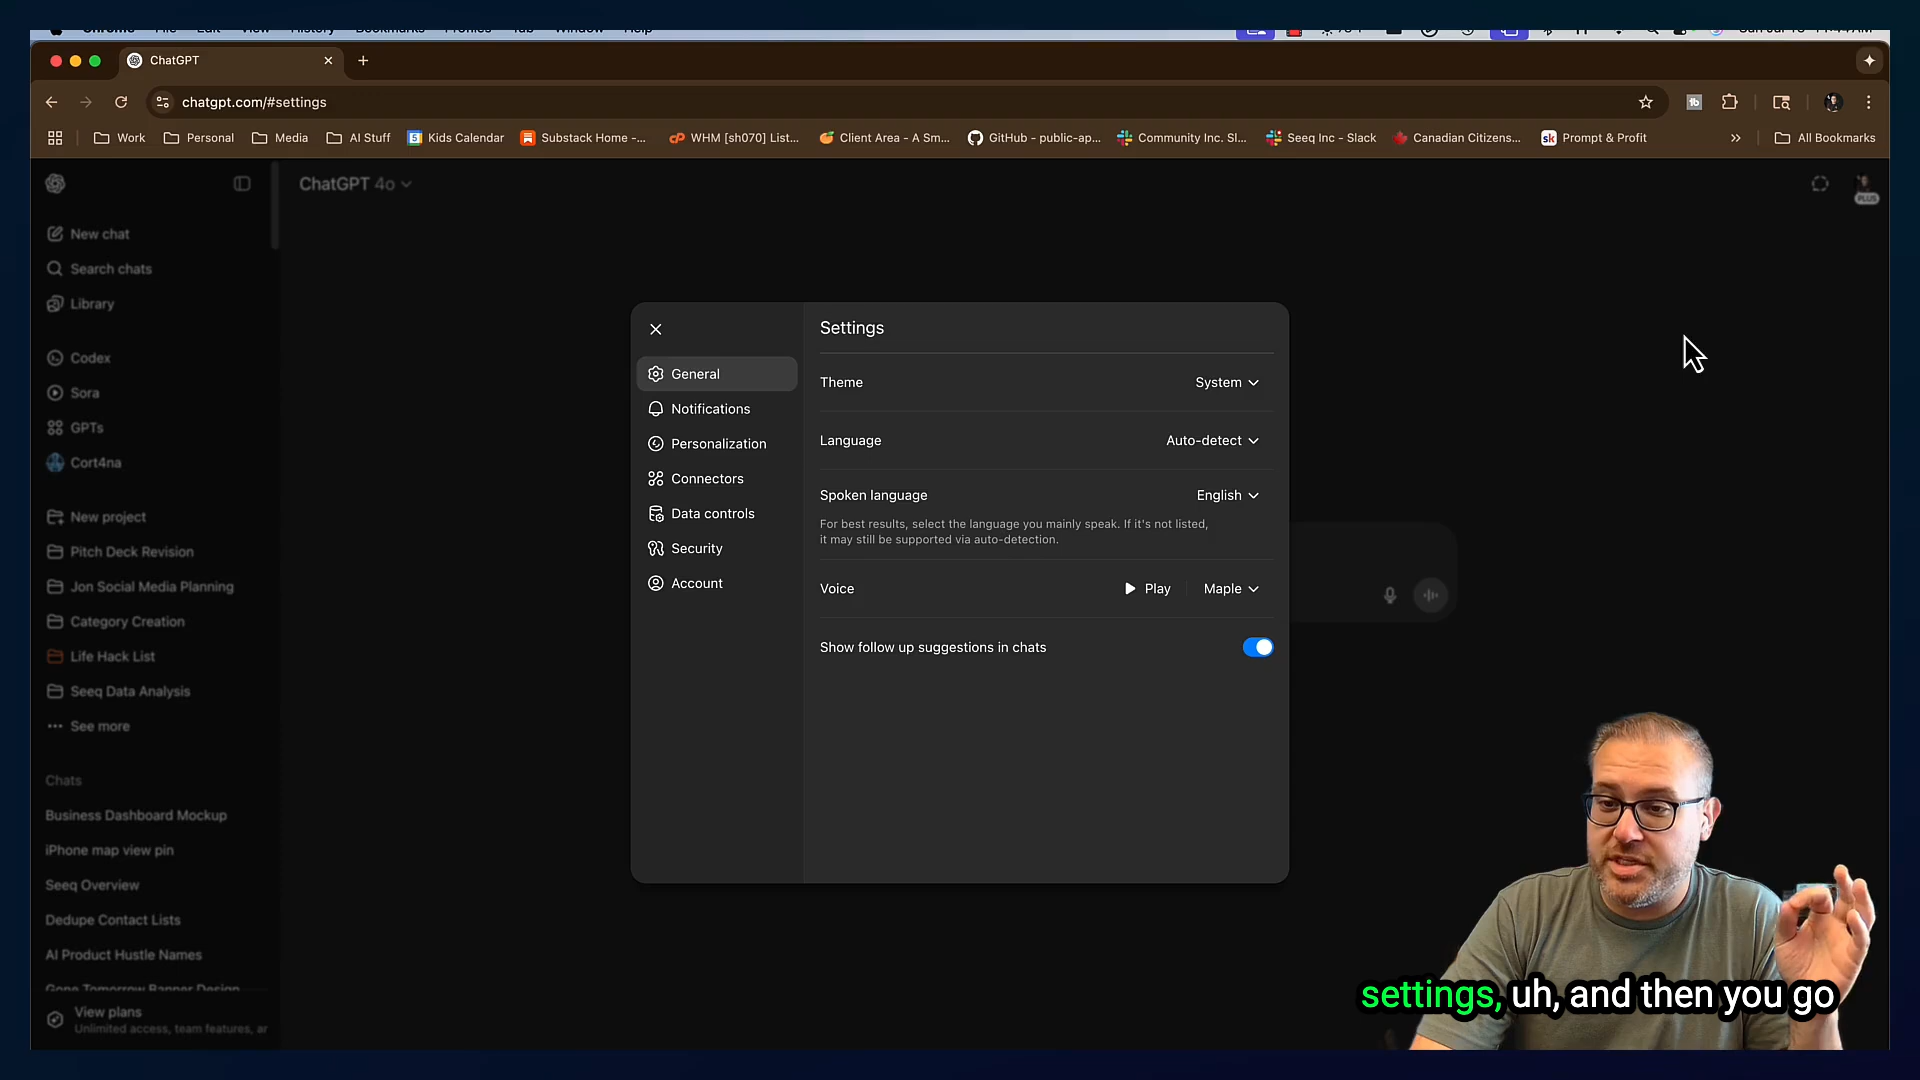 ChatGPT
chatgpt.com/#settings
Work
Personal
Media
AI Stuff
Kids Calendar
Substack Home -...
WHM [sh070] List...
Client Area - A Sm...
GitHub - public-ap...
Community Inc. Sl...
Seeq Inc - Slack
Canadian Citizens...
Prompt & Profit
All Bookmarks
ChatGPT 4o
PLUS
New chat
Search chats
Library
Codex
Sora
GPTs
Cort4na
New project
Pitch Deck Revision
Jon Social Media Planning
Category Creation
Life Hack List
Seeq Data Analysis
See more
Chats
Business Dashboard Mockup
iPhone map view pin
Seeq Overview
Dedupe Contact Lists
AI Product Hustle Names
Gone Tomorrow Banner Design
View plans
Unlimited access, team features, ar
Settings
General
Notifications
Personalization
Connectors
Data controls
Security
Account
Theme
System
Language
Auto-detect
Spoken language
English
For best results, select the language you mainly speak. If it's not listed,
it may still be supported via auto-detection.
Voice
Play
Maple
Show follow up suggestions in chats
settings, uh, and then you go